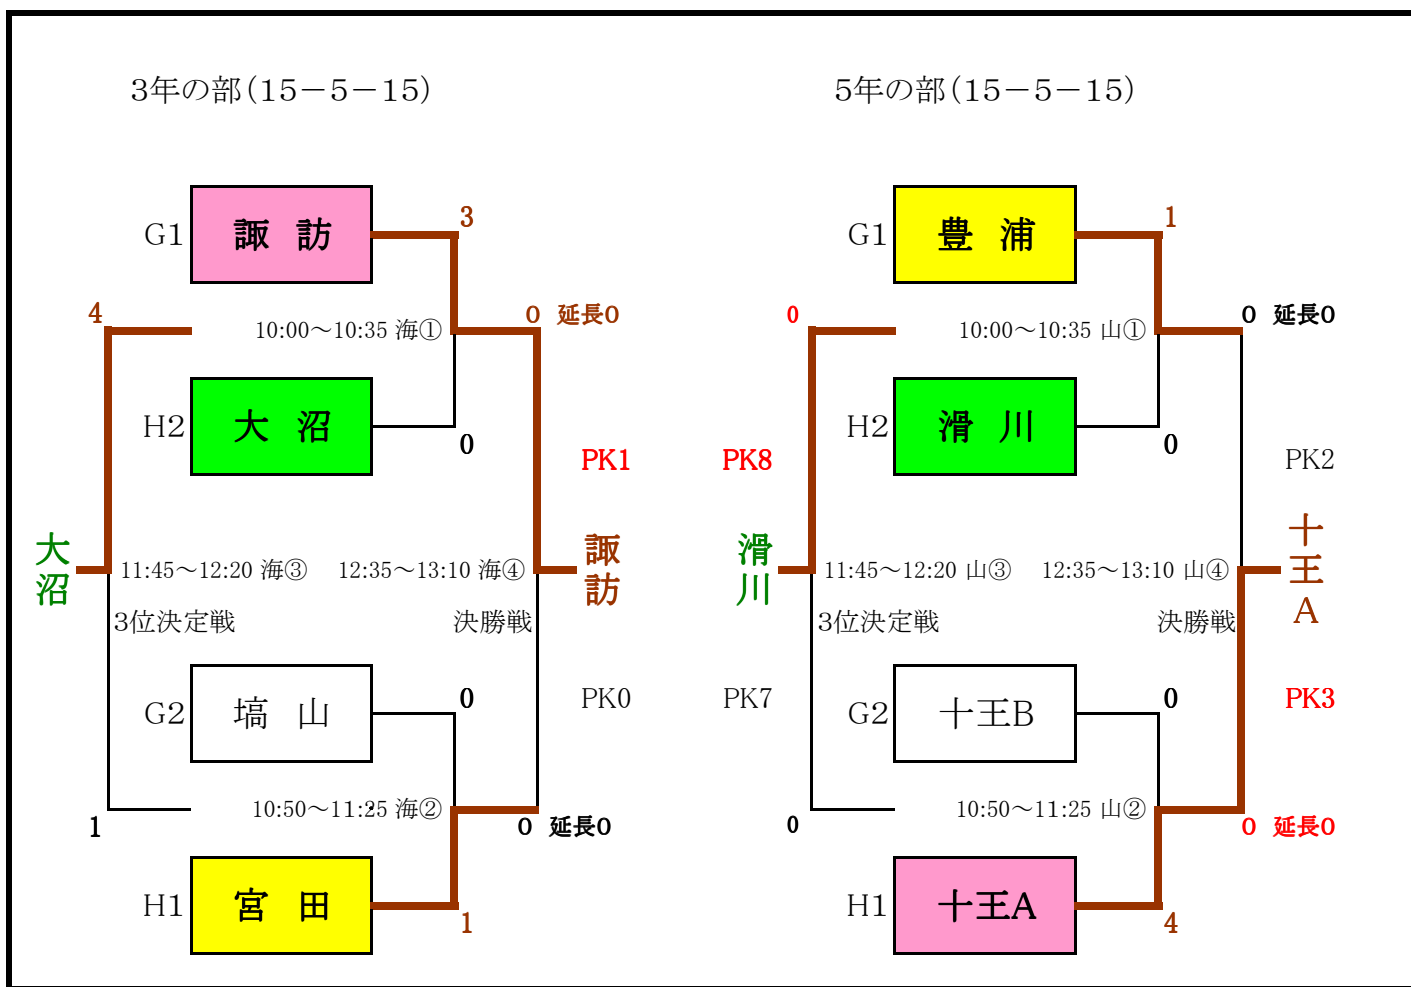 3年の部(15－5－15)
G1
諏 訪
3
4
10:00～10:35 海①
0 延長0
H2
大 沼
0
PK1
大沼
11:45～12:20 海③
12:35～13:10 海④
諏訪
3位決定戦
決勝戦
G2
塙 山
0
PK0
10:50～11:25 海②
1
0 延長0
H1
宮 田
1
5年の部(15－5－15)
G1
豊 浦
1
0
10:00～10:35 山①
0 延長0
H2
滑 川
0
PK8
PK2
滑川
11:45～12:20 山③
12:35～13:10 山④
十王A
3位決定戦
決勝戦
PK7
G2
十王B
0
PK3
10:50～11:25 山②
0
0 延長0
H1
十王A
4